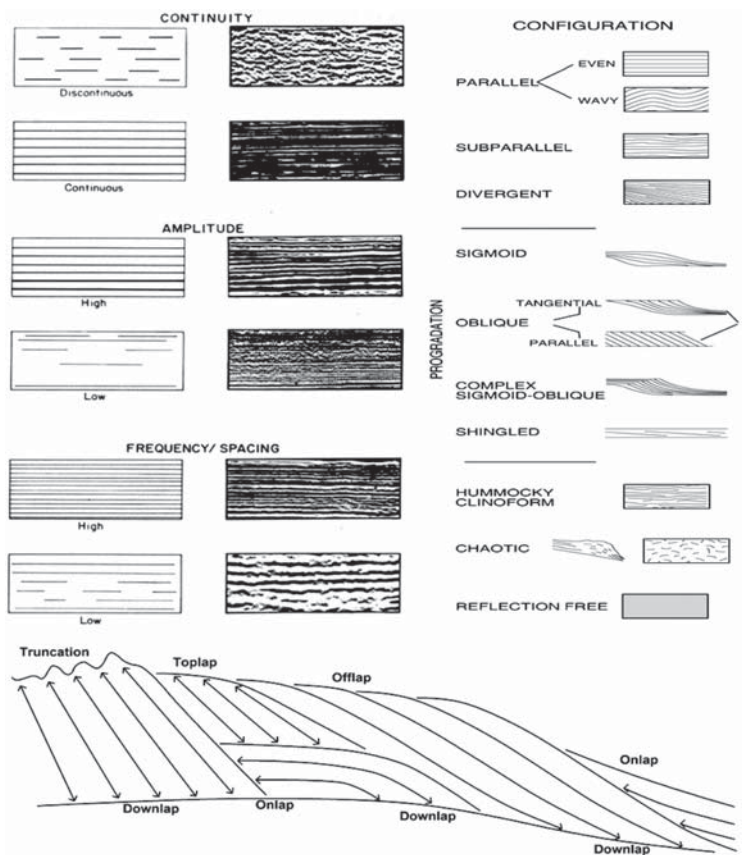 CONTINUITY
Discontinuous
Continuous
AMPLITUDE
High
Low
FREQUENCY/ SPACING
High
Low
CONFIGURATION
PARALLEL
EVEN
WAVY
SUBPARALLEL
DIVERGENT
PROGRADATION
SIGMOID
OBLIQUE
TANGENTIAL
PARALLEL
COMPLEX
SIGMOID-OBLIQUE
SHINGLED
HUMMOCKY
CLINOFORM
CHAOTIC
REFLECTION FREE
Truncation
Toplap
Offlap
Onlap
Downlap
Onlap
Downlap
Downlap